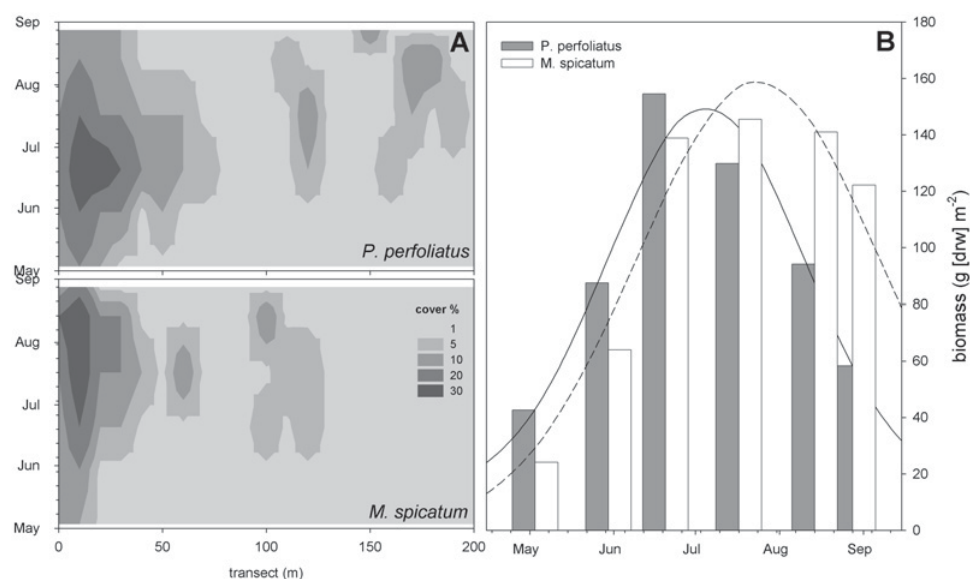 Sep
A
Aug
Jul
Jun
P. perfoliatus
May
Sep
cover %
1
Aug
5
10
20
30
Jul
Jun
M. spicatum
May
0
50
100
150
200
transect (m)
B
P. perfoliatus
M. spicatum
180
160
140
120
100
80
60
40
20
0
biomass (g [drw] m-2)
May
Jun
Jul
Aug
Sep